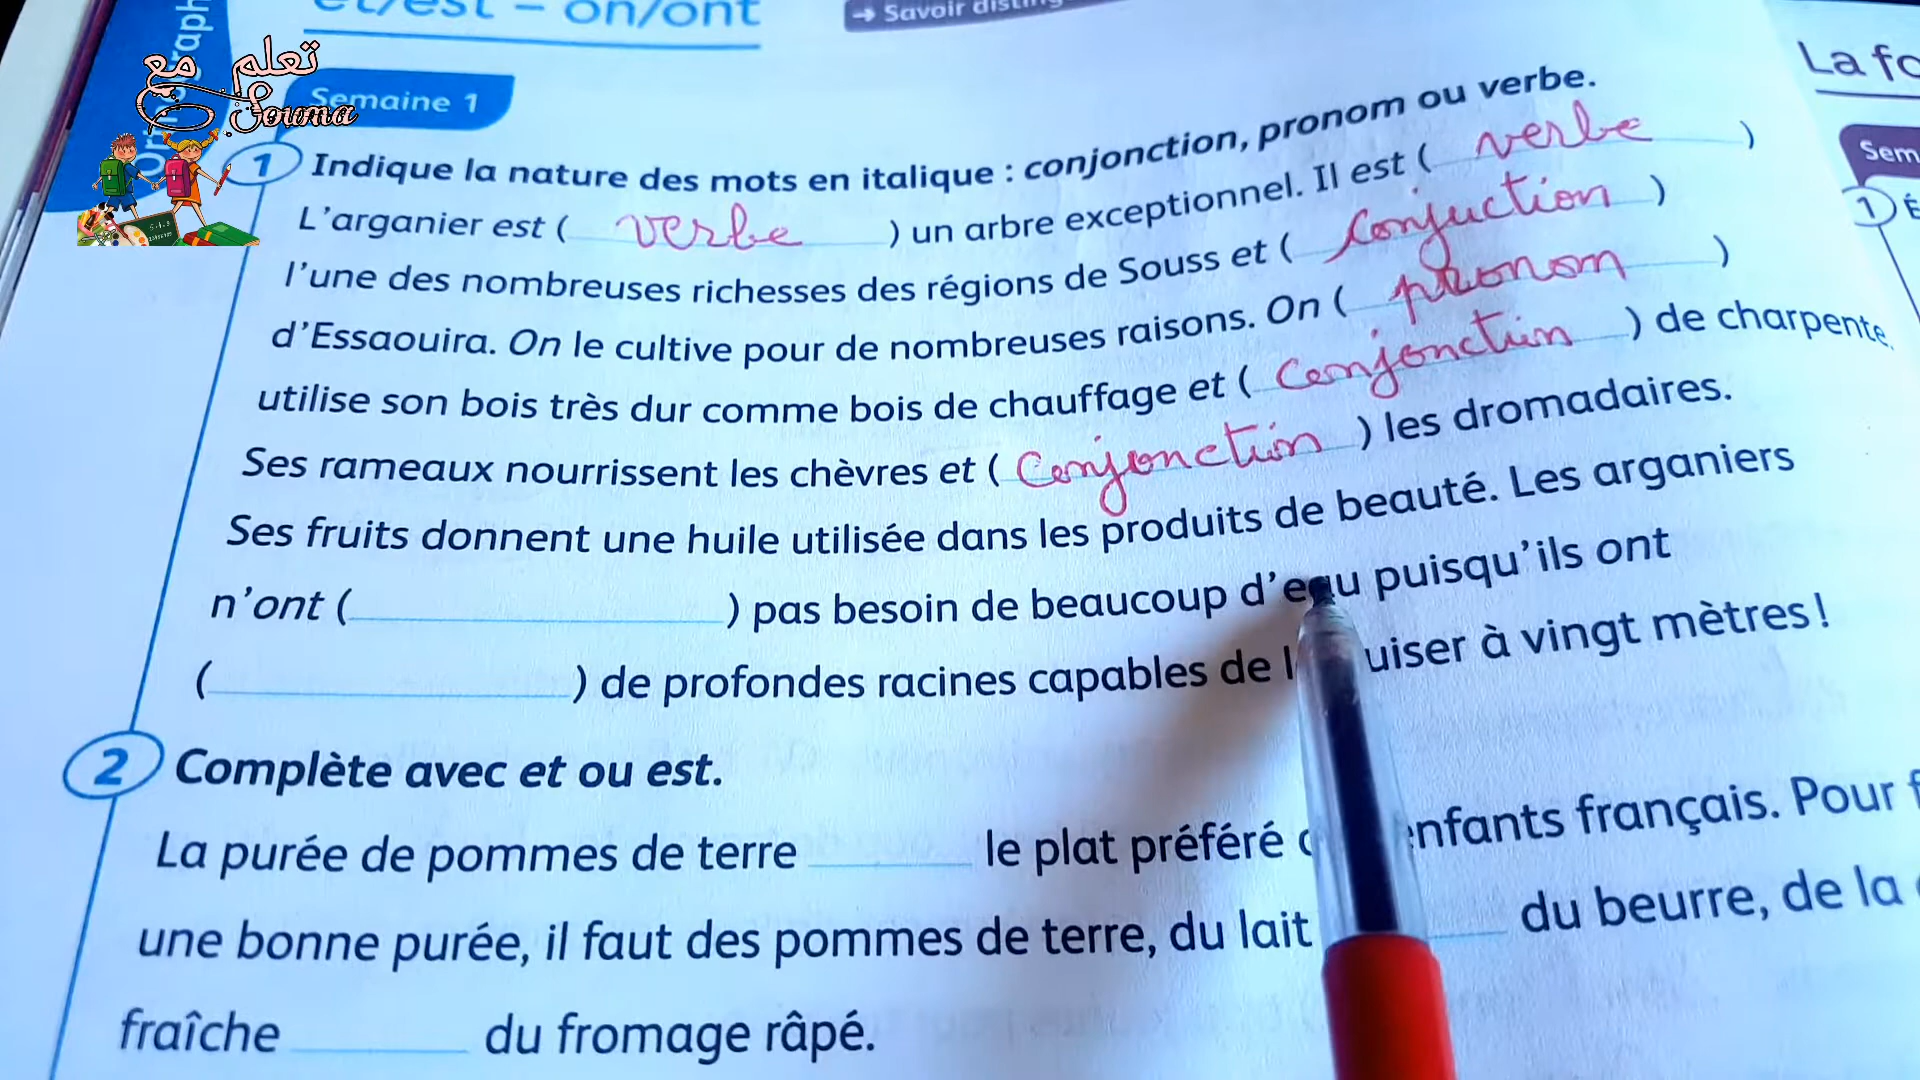 et/est – on/ont
→ Savoir
Orthographe
تعلم مع
Souma
Semaine 1
1 Indique la nature des mots en italique : conjonction, pronom ou verbe.
L'arganier est ( verbe ) un arbre exceptionnel. Il est ( verbe )
l'une des nombreuses richesses des régions de Souss et ( conjuction )
d'Essaouira. On le cultive pour de nombreuses raisons. On ( pronom )
utilise son bois très dur comme bois de chauffage et ( conjonction ) de charpente.
Ses rameaux nourrissent les chèvres et ( conjonction ) les dromadaires.
Ses fruits donnent une huile utilisée dans les produits de beauté. Les arganiers
n'ont ( ) pas besoin de beaucoup d'eau puisqu'ils ont
( ) de profondes racines capables de uiser à vingt mètres !
2 Complète avec et ou est.
La purée de pommes de terre le plat préféré enfants français. Pour
une bonne purée, il faut des pommes de terre, du lait du beurre, de la
fraîche du fromage râpé.
La fo
Sem
1